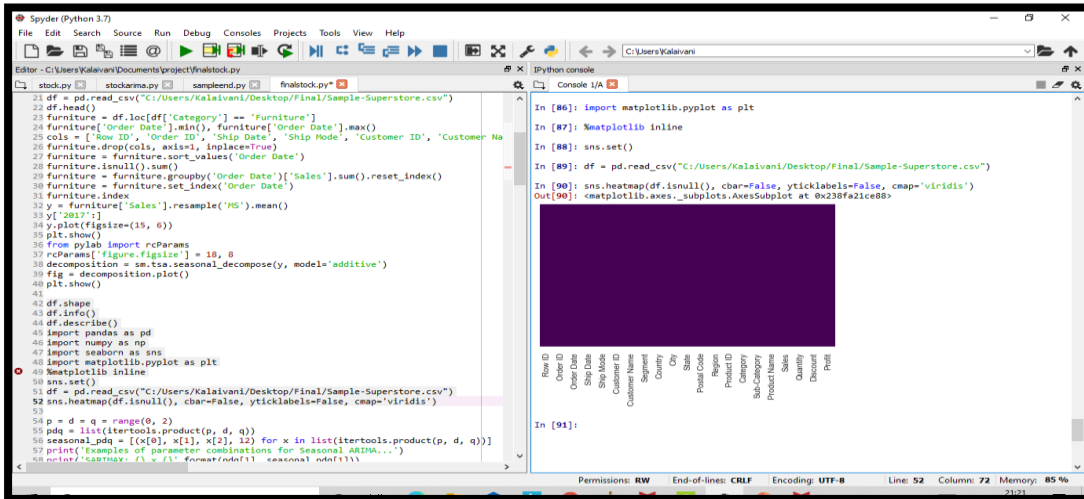 Spyder (Python 3.7)
File Edit Search Source Run Debug Consoles Projects Tools View Help
C:\Users\Kalaivani
Editor - C:\Users\Kalaivani\Documents\project\finalstock.py
stock.py stockarima.py sampleend.py finalstock.py*
21 df = pd.read_csv("C:/Users/Kalaivani/Desktop/Final/Sample-Superstore.csv")
22 df.head()
23 furniture = df.loc[df['Category'] == 'Furniture']
24 furniture['Order Date'].min(), furniture['Order Date'].max()
25 cols = ['Row ID', 'Order ID', 'Ship Date', 'Ship Mode', 'Customer ID', 'Customer Na
26 furniture.drop(cols, axis=1, inplace=True)
27 furniture = furniture.sort_values('Order Date')
28 furniture.isnull().sum()
29 furniture = furniture.groupby('Order Date')['Sales'].sum().reset_index()
30 furniture = furniture.set_index('Order Date')
31 furniture.index
32 y = furniture['Sales'].resample('MS').mean()
33 y['2017':]
34 y.plot(figsize=(15, 6))
35 plt.show()
36 from pylab import rcParams
37 rcParams['figure.figsize'] = 18, 8
38 decomposition = sm.tsa.seasonal_decompose(y, model='additive')
39 fig = decomposition.plot()
40 plt.show()
41
42 df.shape
43 df.info()
44 df.describe()
45 import pandas as pd
46 import numpy as np
47 import seaborn as sns
48 import matplotlib.pyplot as plt
49 %matplotlib inline
50 sns.set()
51 df = pd.read_csv("C:/Users/Kalaivani/Desktop/Final/Sample-Superstore.csv")
52 sns.heatmap(df.isnull(), cbar=False, yticklabels=False, cmap='viridis')
53
54 p = d = q = range(0, 2)
55 pdq = list(itertools.product(p, d, q))
56 seasonal_pdq = [(x[0], x[1], x[2], 12) for x in list(itertools.product(p, d, q))]
57 print('Examples of parameter combinations for Seasonal ARIMA...')
58 print('SARIMAX: {} x {}'.format(pdq[1], seasonal_pdq[1]))
IPython console
Console 1/A
In [86]: import matplotlib.pyplot as plt
In [87]: %matplotlib inline
In [88]: sns.set()
In [89]: df = pd.read_csv("C:/Users/Kalaivani/Desktop/Final/Sample-Superstore.csv")
In [90]: sns.heatmap(df.isnull(), cbar=False, yticklabels=False, cmap='viridis')
Out[90]: <matplotlib.axes._subplots.AxesSubplot at 0x238fa21ce88>
Row ID
Order ID
Order Date
Ship Date
Ship Mode
Customer ID
Customer Name
Segment
Country
City
State
Postal Code
Region
Product ID
Category
Sub-Category
Product Name
Sales
Quantity
Discount
Profit
In [91]:
Permissions: RW End-of-lines: CRLF Encoding: UTF-8 Line: 52 Column: 72 Memory: 85 %
21:21